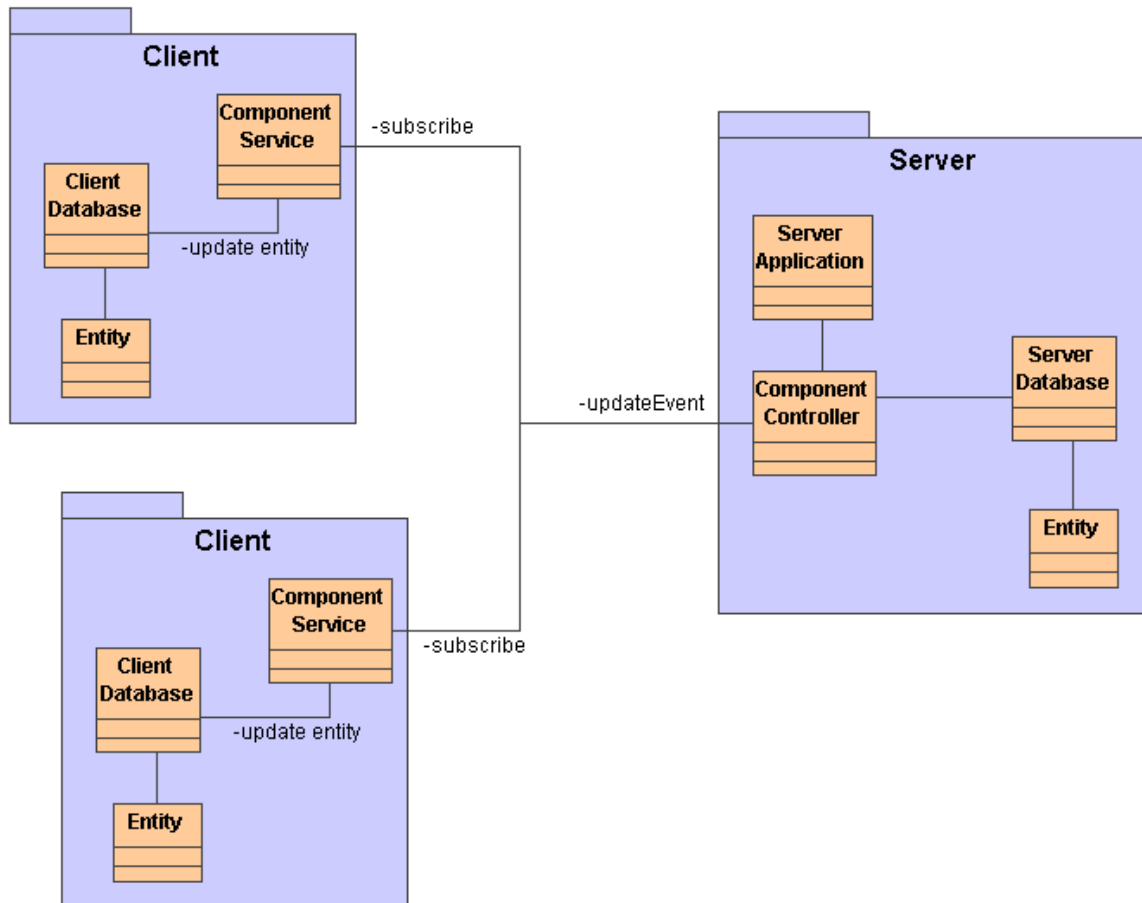 Client
Component
Service
-subscribe
Client
Database
-update entity
Entity
Server
Server
Application
Server
Database
Component
Controller
-updateEvent
Entity
Client
Component
Service
-subscribe
Client
Database
-update entity
Entity